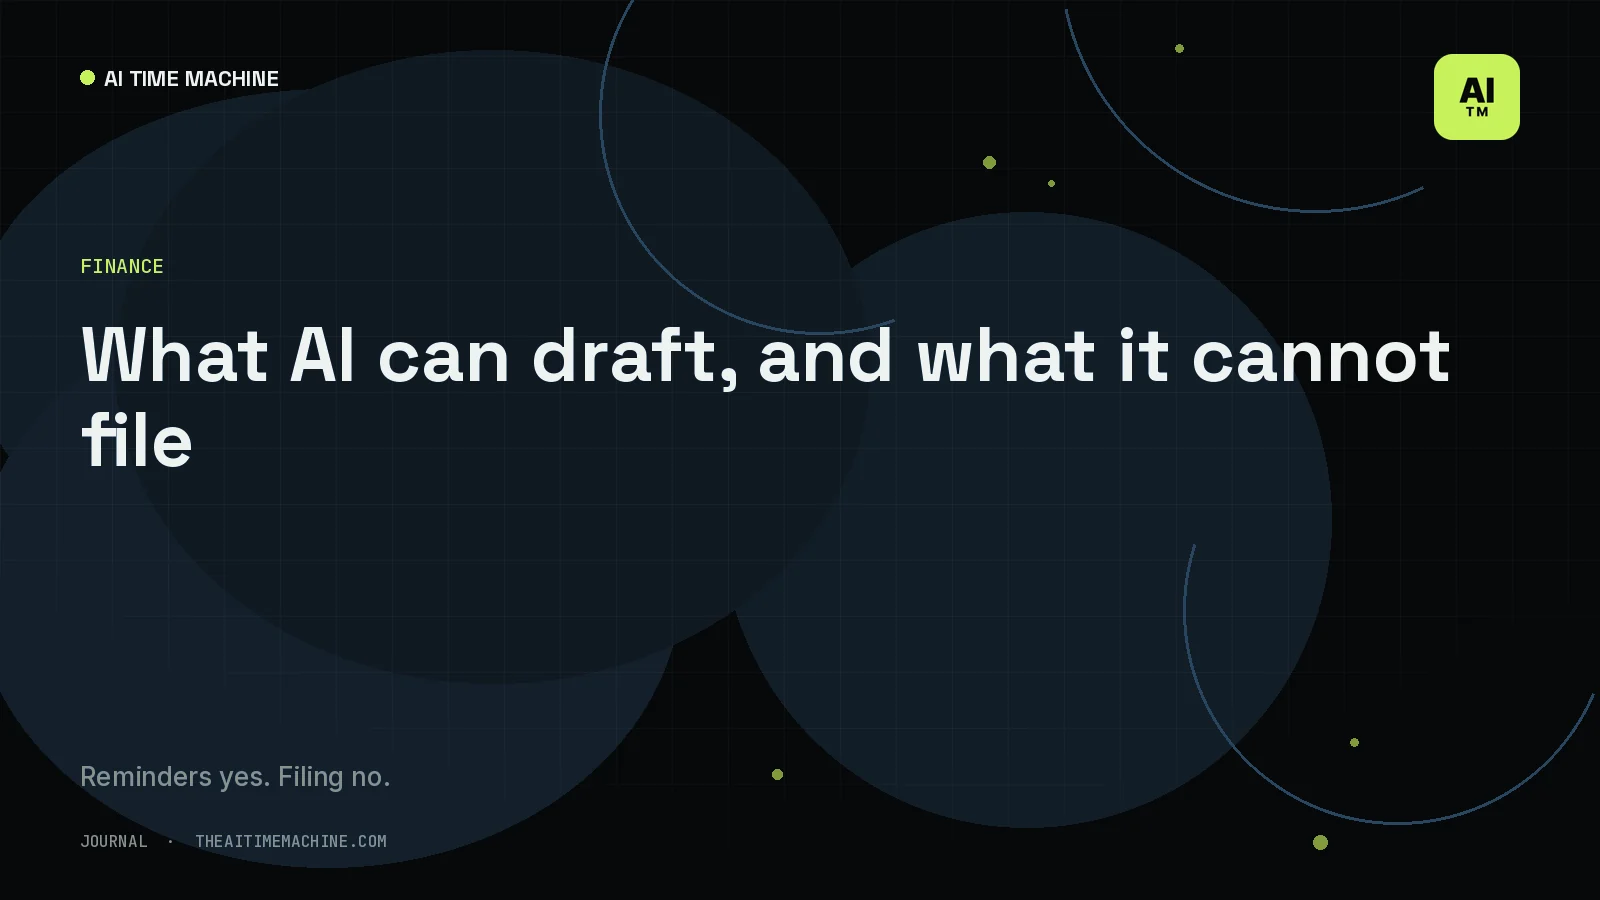 AI TIME MACHINE
AI
TM
FINANCE
What AI can draft, and what it cannot
file
Reminders yes. Filing no.
JOURNAL · THEAITIMEMACHINE.COM